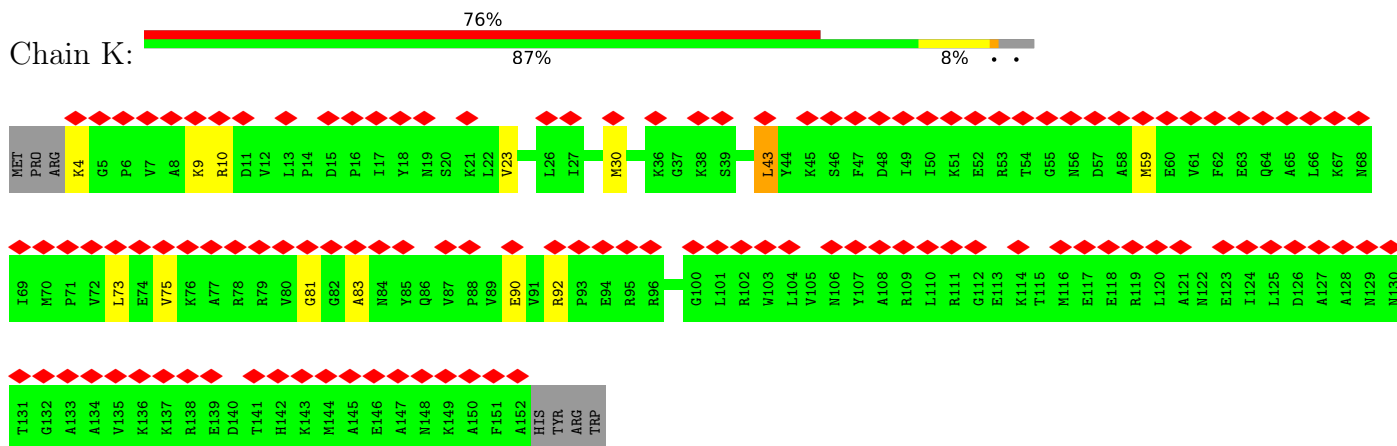 76%
Chain K:
87% 8% • •
MET PRO ARG K4 G5 P6 V7 A8 K9 R10 D11 V12 L13 P14 D15 P16 I17 Y18 N19 S20 K21 L22 V23 L26 I27 M30 K36 G37 K38 S39 L43 Y44 K45 S46 F47 D48 I49 I50 K51 E52 R53 T54 G55 N56 D57 A58 M59 E60 V61 F62 E63 Q64 A65 L66 K67 N68
I69 M70 P71 V72 L73 E74 V75 K76 A77 R78 R79 V80 G81 G82 A83 N84 Y85 Q86 V87 P88 V89 E90 V91 R92 P93 E94 R95 R96 G100 L101 R102 W103 L104 V105 N106 Y107 A108 R109 L110 R111 G112 E113 K114 T115 M116 E117 E118 R119 L120 A121 N122 E123 I124 L125 D126 A127 A128 N129 N130
T131 G132 A133 A134 V135 K136 K137 R138 E139 D140 T141 H142 K143 M144 A145 E146 A147 N148 K149 A150 F151 A152 HIS TYR ARG TRP